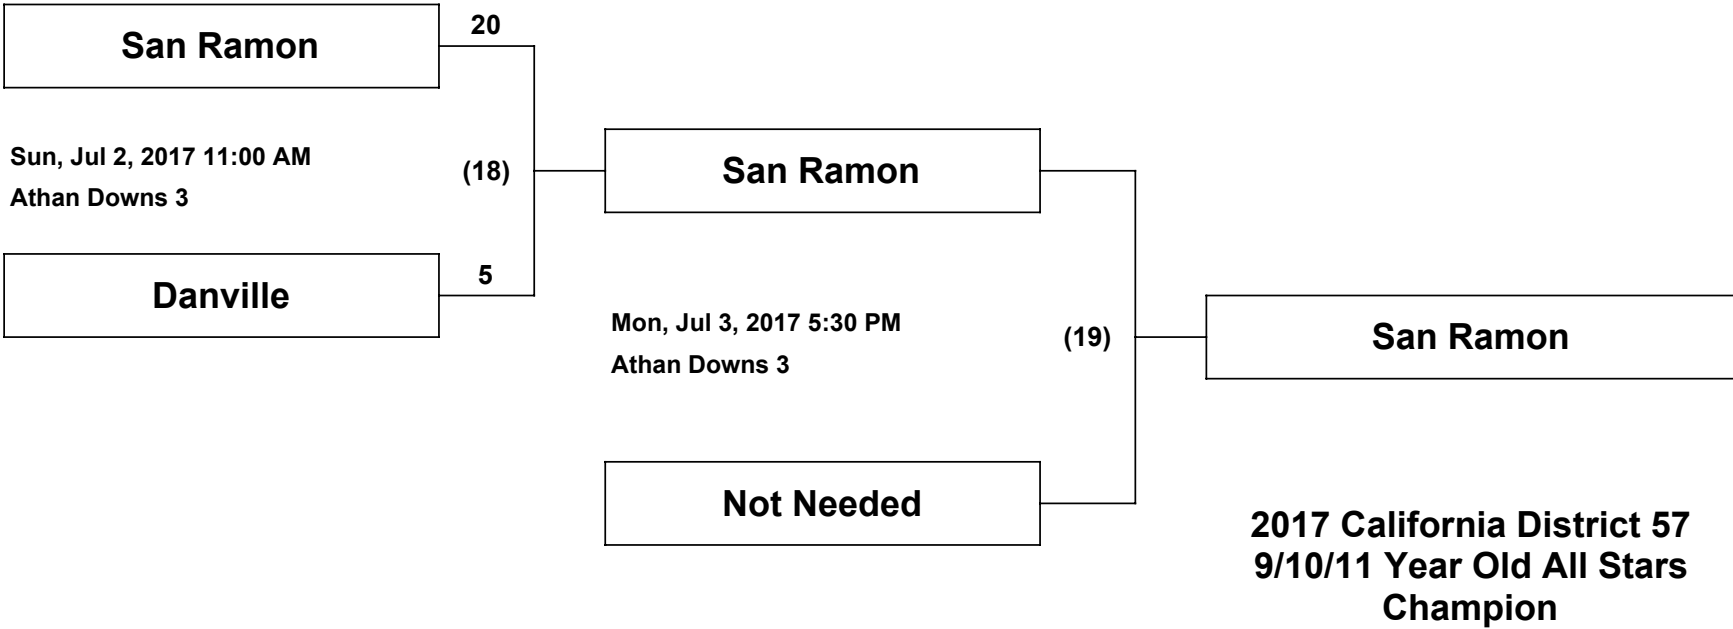 San Ramon
20
Sun, Jul 2, 2017 11:00 AM
Athan Downs 3
(18)
Danville
5
San Ramon
Mon, Jul 3, 2017 5:30 PM
Athan Downs 3
(19)
Not Needed
San Ramon
2017 California District 57
9/10/11 Year Old All Stars
Champion